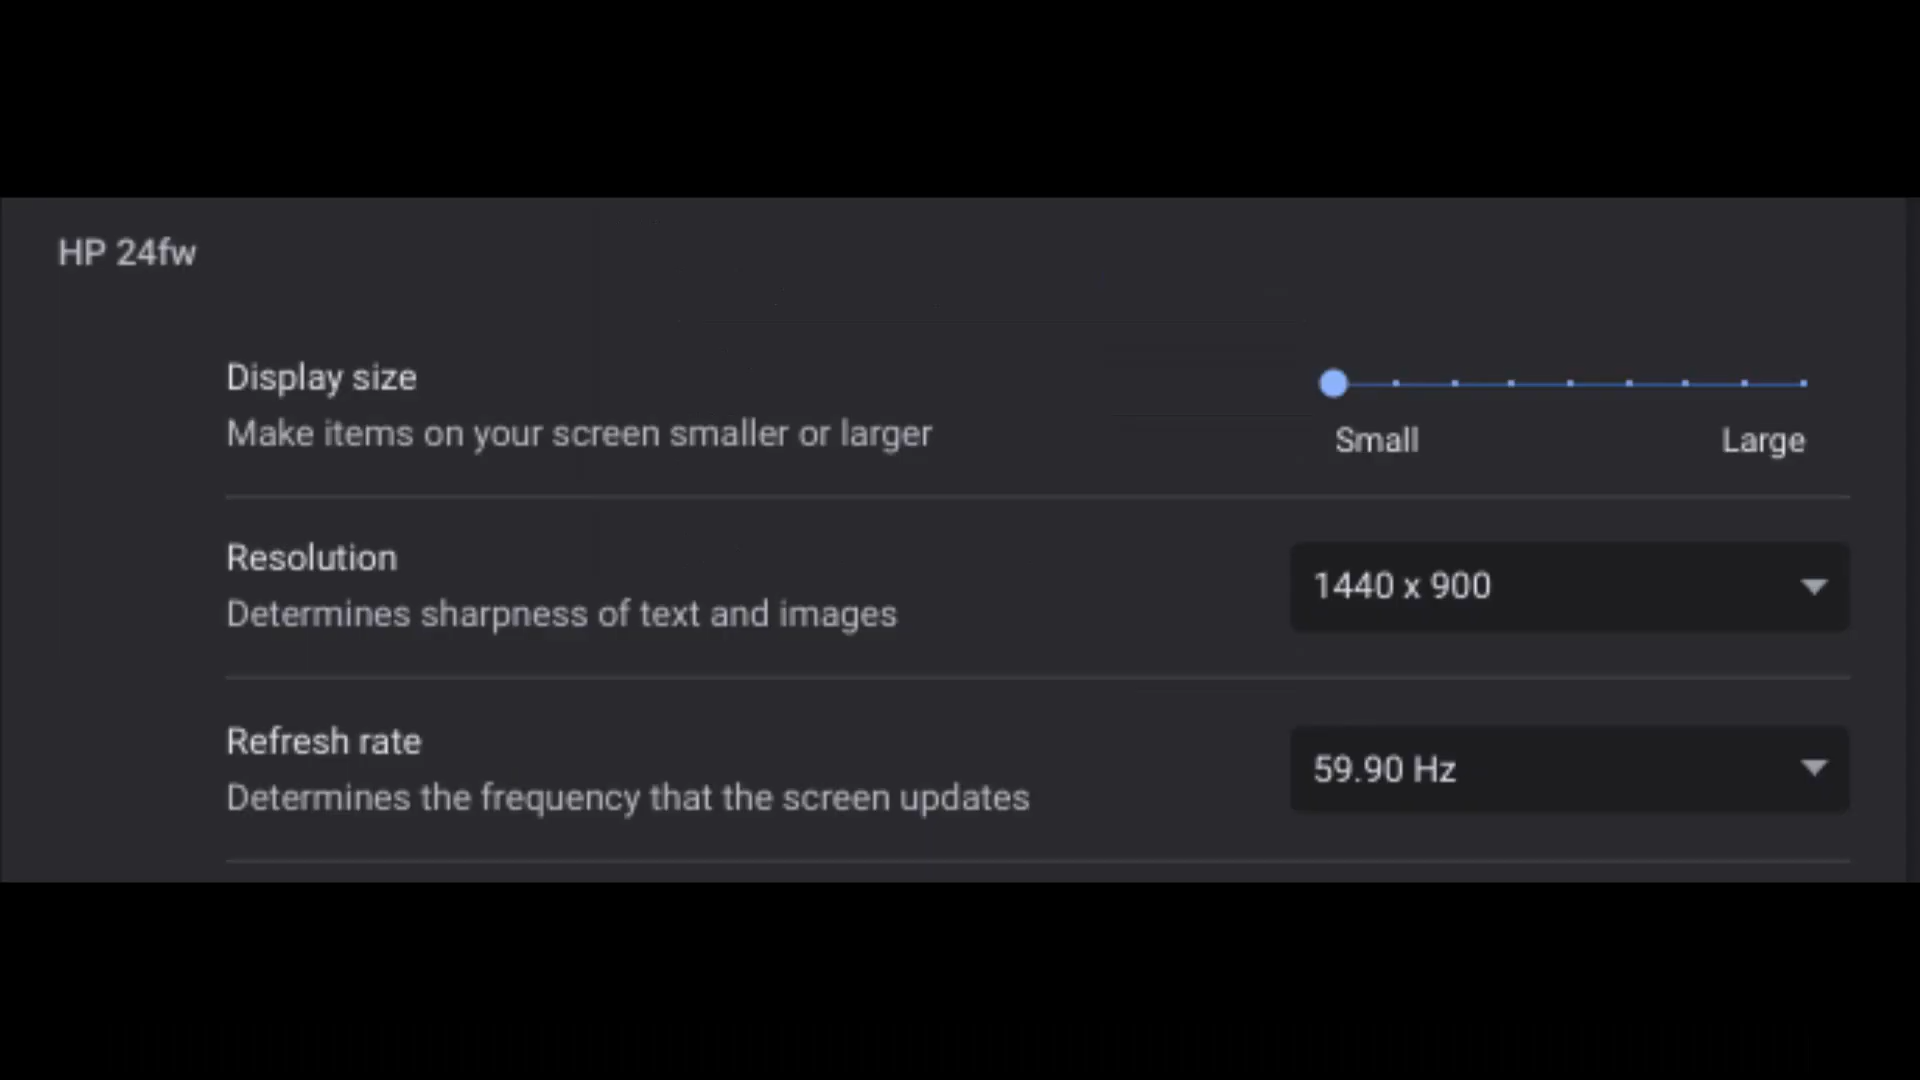 HP 24fw
Display size
Make items on your screen smaller or larger
Small Large
Resolution
Determines sharpness of text and images
1440 x 900
Refresh rate
Determines the frequency that the screen updates
59.90 Hz